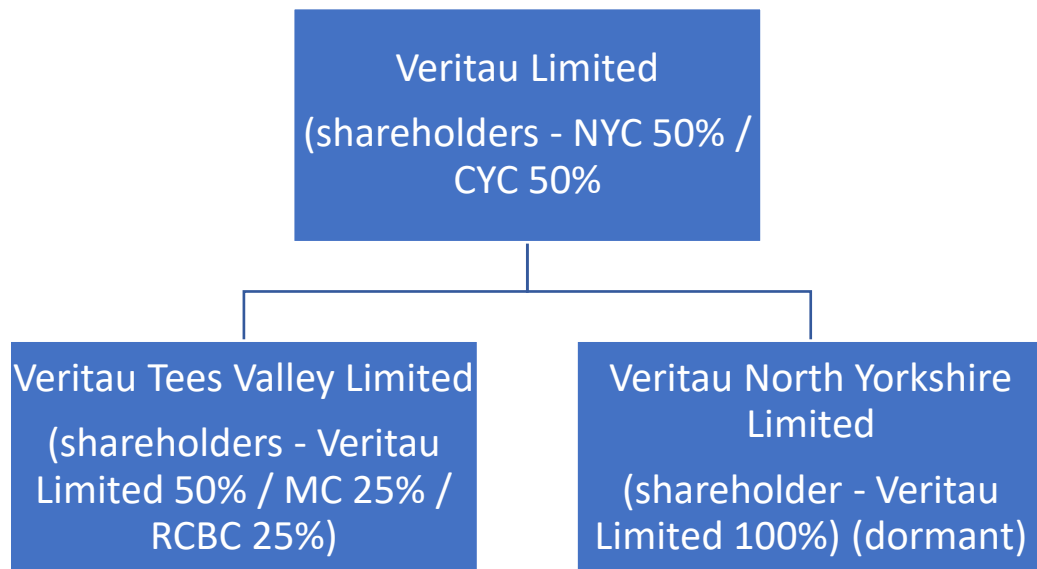 Veritau Limited
(shareholders - NYC 50% /
CYC 50%
Veritau Tees Valley Limited
(shareholders - Veritau
Limited 50% / MC 25% /
RCBC 25%)
Veritau North Yorkshire
Limited
(shareholder - Veritau
Limited 100%) (dormant)